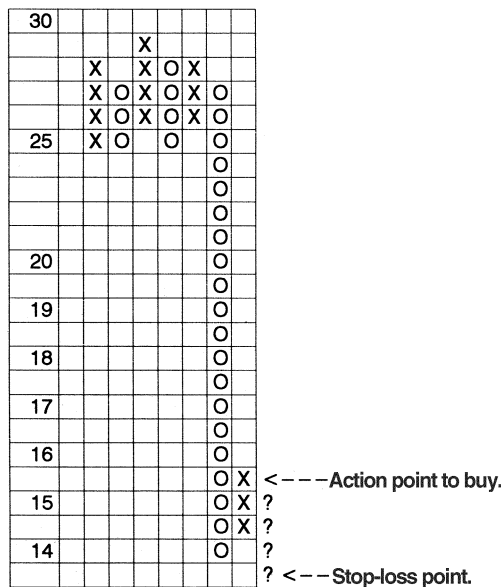 30
X
X X O X
X O X O X O
X O X O X O
25 X O O O
O
O
O
O
20 O
O
19 O
O
18 O
O
17 O
O
16 O
O X <---Action point to buy.
15 O X ?
O X ?
14 O ?
? <--Stop-loss point.